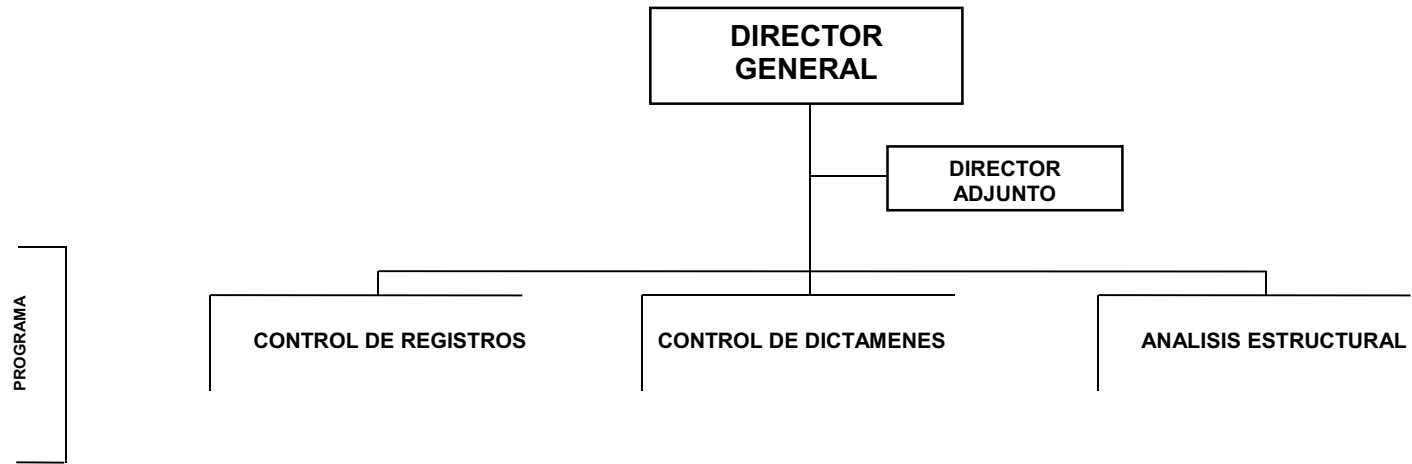 DIRECTOR
GENERAL
DIRECTOR
ADJUNTO
PROGRAMA
CONTROL DE REGISTROS
CONTROL DE DICTAMENES
ANALISIS ESTRUCTURAL